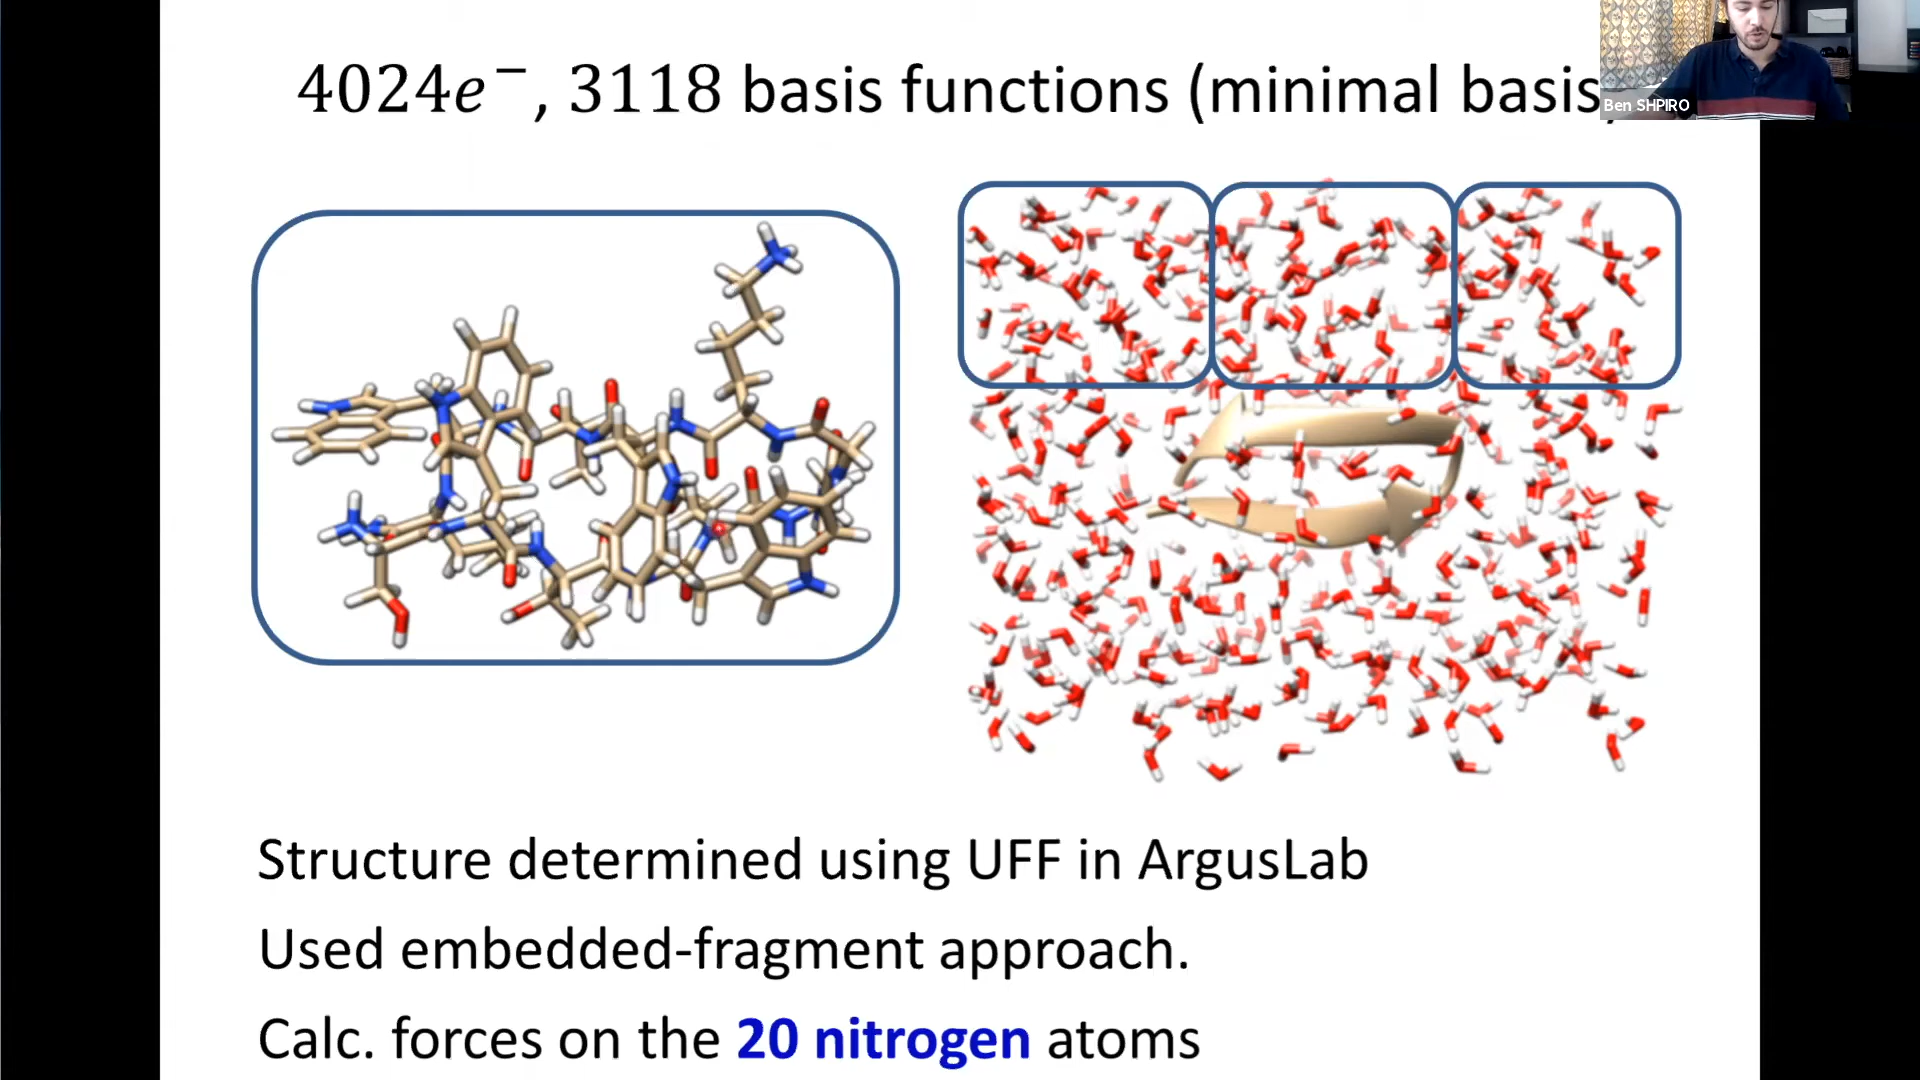 4024e⁻, 3118 basis functions (minimal basis)
Ben SHPIRO
Structure determined using UFF in ArgusLab
Used embedded-fragment approach.
Calc. forces on the 20 nitrogen atoms